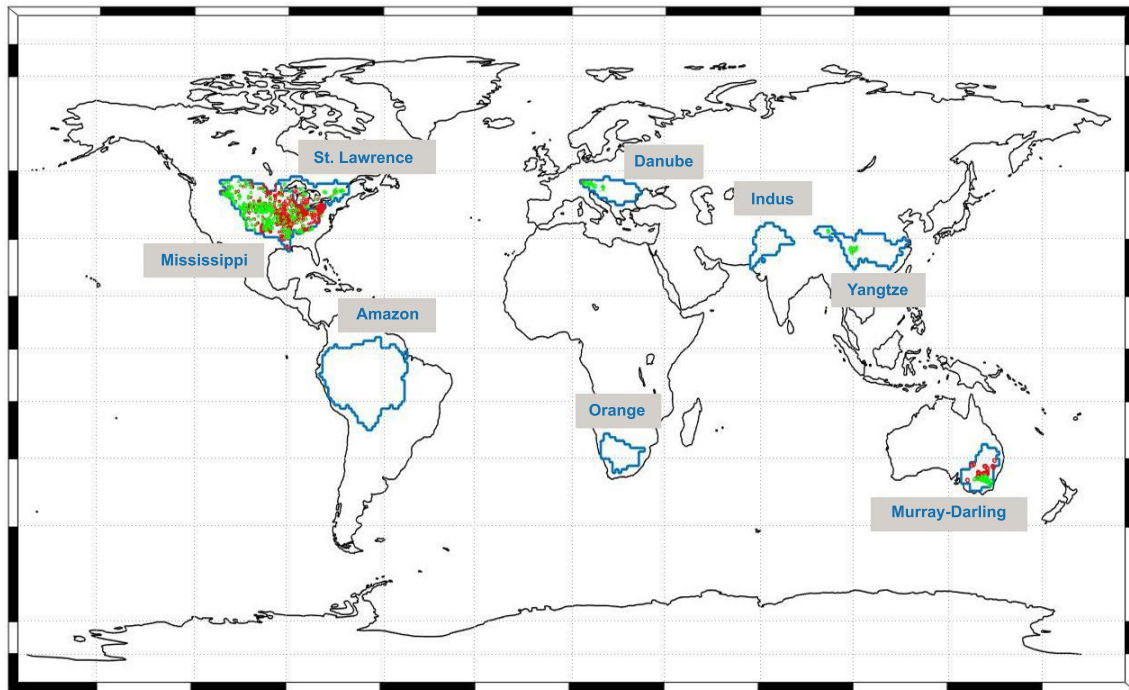 St. Lawrence
Danube
Indus
Mississippi
Yangtze
Amazon
Orange
Murray-Darling